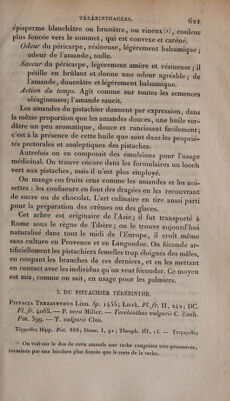 TÉRÉBINTHACÉES. 621
épisperme blanchâtre ou brunâtre, ou vineux (1), couleur
plus foncée vers le sommet, qui est convexe et caréné.
Odeur du péricarpe, résineuse, légèrement balsamique ;
odeur de l'amande, nulle.
Saveur du péricarpe, légèrement amère et résineuse ; il
pétille en brûlant et donne une odeur agréable ; de
l'amande, douceâtre et légèrement balsamique.
Action du temps. Agit comme sur toutes les semences
oléagineuses ; l'amande rancit.
Les amandes du pistachier donnent par expression, dans
la même proportion que les amandes douces, une huile ver-
dâtre un peu aromatique, douce et rancissant facilement ;
c'est à la présence de cette huile que sont dues les proprié-
tés pectorales et analeptiques des pistaches.
Autrefois on en composait des émulsions pour l'usage
médicinal. On trouve encore dans les formulaires un looch
vert aux pistaches, mais il n'est plus employé.
On mange ces fruits crus comme les amandes et les noi-
settes : les confiseurs en font des dragées en les recouvrant
de sucre ou de chocolat. L'art culinaire en tire aussi parti
pour la préparation des crèmes ou des glaces.
Cet arbre est originaire de l'Asie ; il fut transporté à
Rome sous le règne de Tibère ; on le trouve aujourd'hui
naturalisé dans tout le midi de l'Europe, il croît même
sans culture en Provence et en Languedoc. On féconde ar-
tificiellement les pistachiers femelles trop éloignés des mâles,
en coupant les branches de ces derniers, et en les mettant
en contact avec les individus qu'on veut féconder. Ce moyen
est mis, comme on sait, en usage pour les palmiers.
2. DU PISTACHIER TÉRÉBINTHE.
PISTACIA TEREBINTHUS Linn. Sp. 1455; Lmrk. Fl. fr. II, 242; DC.
Fl. fr. 4065. — P. vera Miller. — Terebinthus vulgaris C. Bauh.
Pin. 399. — T. vulgaris Clus.
Hipp. Fist. 888; Diosc. I, 91; Theoph. III, 15. —
(1) On voit sur le dos de cette amande une tache vergaire très-prononcée,
terminée par une bordure plus foncée que le reste de la tache.